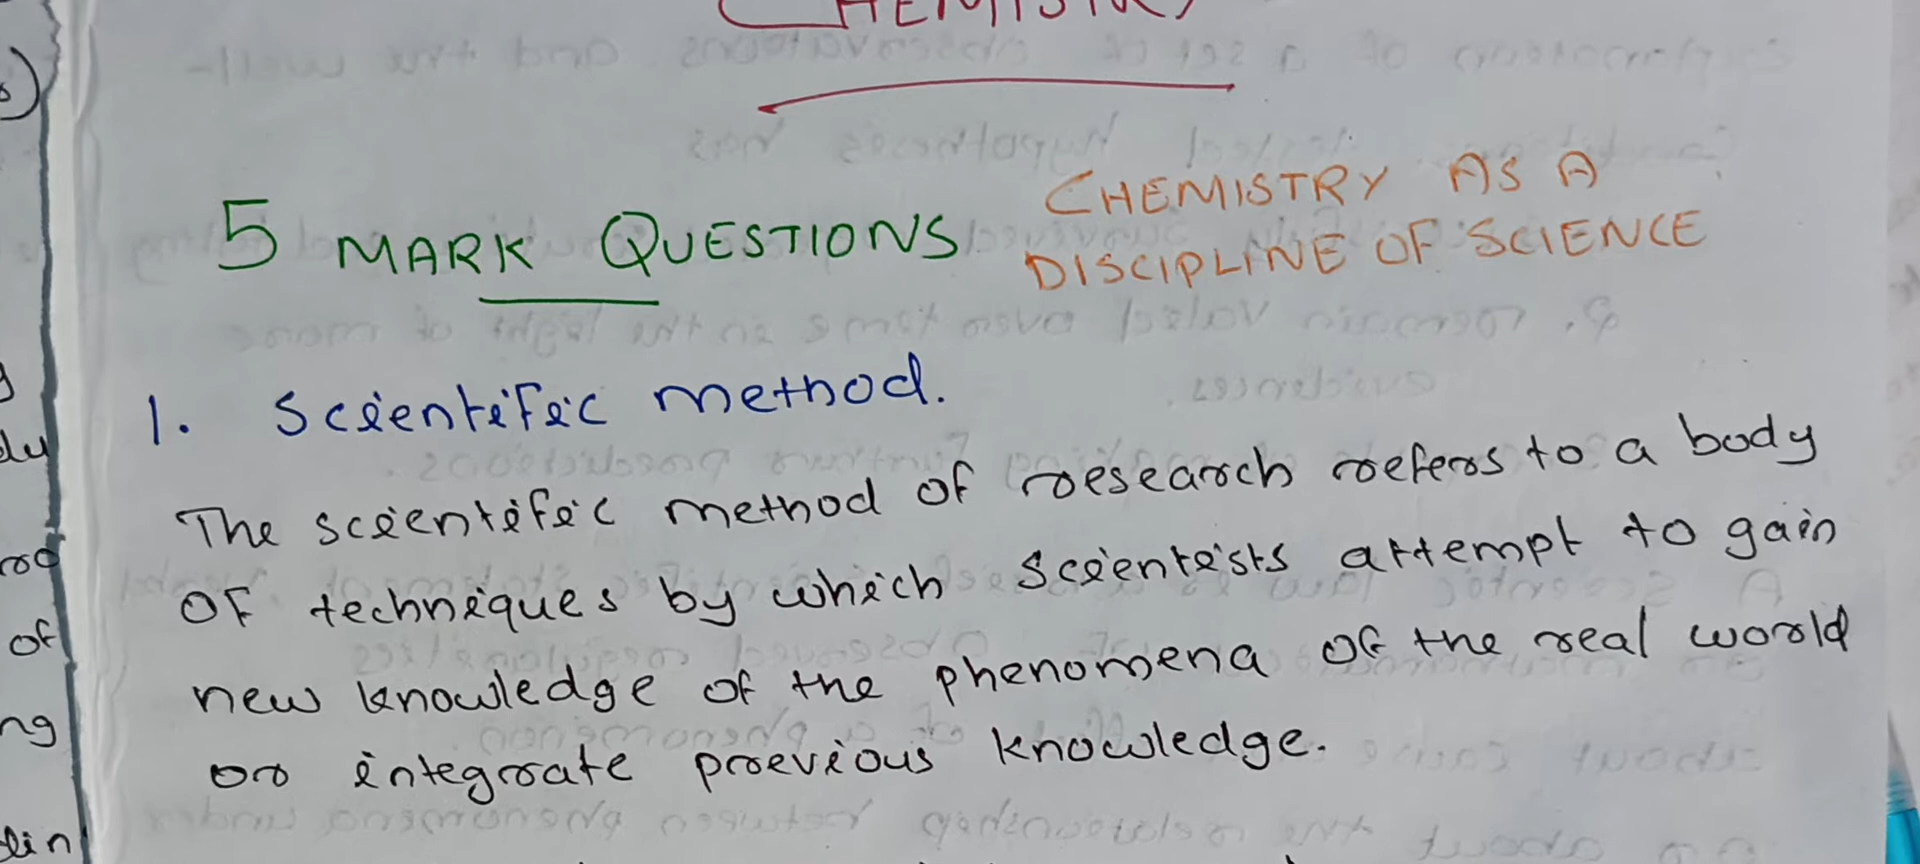 CHEMISTRY
5 MARK QUESTIONS
CHEMISTRY AS A
DISCIPLINE OF SCIENCE
1. Scientific method.
The scientific method of research refers to a body
of techniques by which scientists attempt to gain
new knowledge of the phenomena of the real world
or integrate previous knowledge.